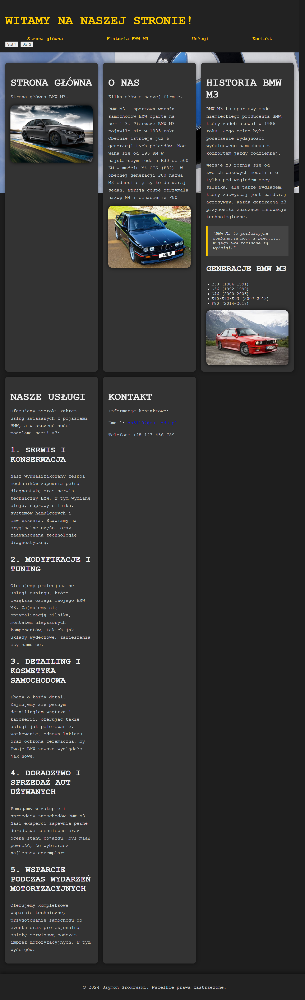 WITAMY NA NASZEJ STRONIE!
Strona główna
Historia BMW M3
Usługi
Kontakt
Styl 1
Styl 2
STRONA GŁÓWNA
Strona główna BMW M3.
O NAS
Kilka słów o naszej firmie.
BMW M3 – sportowa wersja
samochodów BMW oparta na
serii 3. Pierwsze BMW M3
pojawiło się w 1985 roku.
Obecnie istnieje już 6
generacji tych pojazdów. Moc
waha się od 195 KM w
najstarszym modelu E30 do 500
KM w modelu M4 GTS (F82). W
obecnej generacji F80 nazwa
M3 odnosi się tylko do wersji
sedan, wersja coupé otrzymała
nazwę M4 i oznaczenie F80
KNE 1P
HISTORIA BMW
M3
BMW M3 to sportowy model
niemieckiego producenta BMW,
który zadebiutował w 1986
roku. Jego celem było
połączenie wydajności
wyścigowego samochodu z
komfortem jazdy codziennej.
Wersje M3 różnią się od
swoich bazowych modeli nie
tylko pod względem mocy
silnika, ale także wyglądem,
który zazwyczaj jest bardziej
agresywny. Każda generacja M3
przynosiła znaczące innowacje
technologiczne.
"BMW M3 to perfekcyjna
kombinacja mocy i precyzji.
W jego DNA zapisane są
wyścigi."
GENERACJE BMW M3
E30 (1986-1991)
E36 (1992-1999)
E46 (2000-2006)
E90/E92/E93 (2007-2013)
F80 (2014-2018)
NASZE USŁUGI
Oferujemy szeroki zakres
usług związanych z pojazdami
BMW, a w szczególności
modelami serii M3:
1. SERWIS I
KONSERWACJA
Nasz wykwalifikowany zespół
mechaników zapewnia pełną
diagnostykę oraz serwis
techniczny BMW, w tym wymianę
oleju, naprawy silnika,
systemów hamulcowych i
zawieszenia. Stawiamy na
oryginalne części oraz
zaawansowaną technologię
diagnostyczną.
2. MODYFIKACJE I
TUNING
Oferujemy profesjonalne
usługi tuningu, które
zwiększą osiągi Twojego BMW
M3. Zajmujemy się
optymalizacją silnika,
montażem ulepszonych
komponentów, takich jak
układy wydechowe, zawieszenia
czy hamulce.
3. DETAILING I
KOSMETYKA
SAMOCHODOWA
Dbamy o każdy detal.
Zajmujemy się pełnym
detailingiem wnętrza i
karoserii, oferując takie
usługi jak polerowanie,
woskowanie, odnowa lakieru
oraz ochrona ceramiczna, by
Twoje BMW zawsze wyglądało
jak nowe.
4. DORADZTWO I
SPRZEDAŻ AUT
UŻYWANYCH
Pomagamy w zakupie i
sprzedaży samochodów BMW M3.
Nasi eksperci zapewnią pełne
doradztwo techniczne oraz
ocenę stanu pojazdu, byś miał
pewność, że wybierasz
najlepszy egzemplarz.
5. WSPARCIE
PODCZAS WYDARZEŃ
MOTORYZACYJNYCH
Oferujemy kompleksowe
wsparcie techniczne,
przygotowanie samochodu do
eventu oraz profesjonalną
opiekę serwisową podczas
imprez motoryzacyjnych, w tym
wyścigów.
KONTAKT
Informacje kontaktowe:
Email:
Telefon: +48 123-456-789
© 2024 Szymon Srokowski. Wszelkie prawa zastrzeżone.